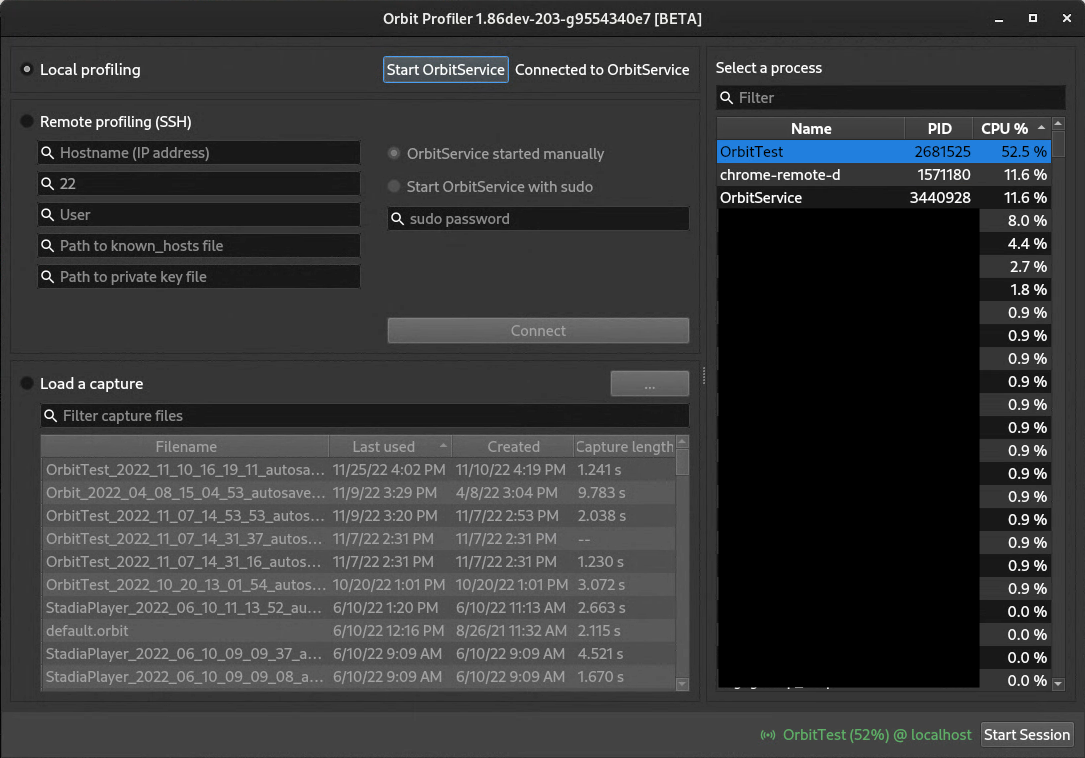 Orbit Profiler 1.86dev-203-g9554340e7 [BETA]
Local profiling
Start OrbitService
Connected to OrbitService
Remote profiling (SSH)
Hostname (IP address)
22
User
Path to known_hosts file
Path to private key file
OrbitService started manually
Start OrbitService with sudo
sudo password
Connect
Load a capture
...
Filter capture files
Filename Last used Created Capture length
OrbitTest_2022_11_10_16_19_11_autosa... 11/25/22 4:02 PM 11/10/22 4:19 PM 1.241 s
Orbit_2022_04_08_15_04_53_autosave... 11/9/22 3:29 PM 4/8/22 3:04 PM 9.783 s
OrbitTest_2022_11_07_14_53_53_autos... 11/9/22 3:20 PM 11/7/22 2:53 PM 2.038 s
OrbitTest_2022_11_07_14_31_37_autos... 11/7/22 2:31 PM 11/7/22 2:31 PM --
OrbitTest_2022_11_07_14_31_16_autos... 11/7/22 2:31 PM 11/7/22 2:31 PM 1.230 s
OrbitTest_2022_10_20_13_01_54_autos... 10/20/22 1:01 PM 10/20/22 1:01 PM 3.072 s
StadiaPlayer_2022_06_10_11_13_52_au... 6/10/22 1:20 PM 6/10/22 11:13 AM 2.663 s
default.orbit 6/10/22 12:16 PM 8/26/21 11:32 AM 2.115 s
StadiaPlayer_2022_06_10_09_09_37_a... 6/10/22 9:09 AM 6/10/22 9:09 AM 4.521 s
StadiaPlayer_2022_06_10_09_09_08_a... 6/10/22 9:09 AM 6/10/22 9:09 AM 1.670 s
Select a process
Filter
Name PID CPU %
OrbitTest 2681525 52.5 %
chrome-remote-d 1571180 11.6 %
OrbitService 3440928 11.6 %
8.0 %
4.4 %
2.7 %
1.8 %
0.9 %
0.9 %
0.9 %
0.9 %
0.9 %
0.9 %
0.9 %
0.9 %
0.9 %
0.9 %
0.9 %
0.9 %
0.9 %
0.0 %
0.0 %
0.0 %
0.0 %
OrbitTest (52%) @ localhost
Start Session